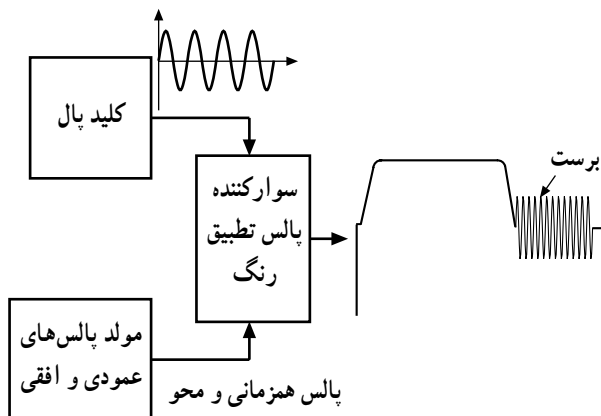 کلید پال
برست
سوارکننده
پالس تطبیق
رنگ
مولد پالس‌های
عمودی و افقی
پالس همزمانی و محو